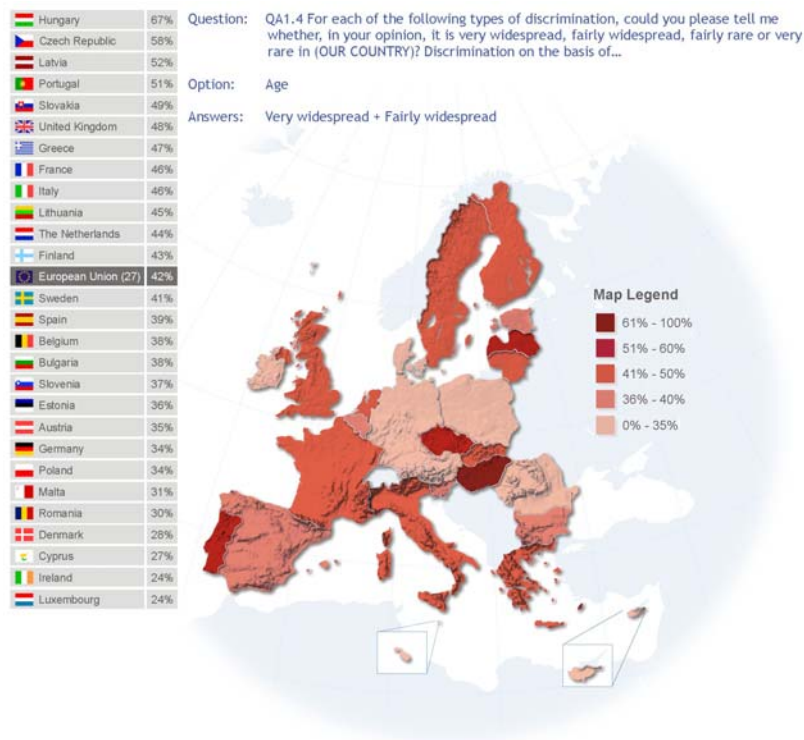 Hungary 67%
Czech Republic 58%
Latvia 52%
Portugal 51%
Slovakia 49%
United Kingdom 48%
Greece 47%
France 46%
Italy 46%
Lithuania 45%
The Netherlands 44%
Finland 43%
European Union (27) 42%
Sweden 41%
Spain 39%
Belgium 38%
Bulgaria 38%
Slovenia 37%
Estonia 36%
Austria 35%
Germany 34%
Poland 34%
Malta 31%
Romania 30%
Denmark 28%
Cyprus 27%
Ireland 24%
Luxembourg 24%
Question: QA1.4 For each of the following types of discrimination, could you please tell me
whether, in your opinion, it is very widespread, fairly widespread, fairly rare or very
rare in (OUR COUNTRY)? Discrimination on the basis of...
Option: Age
Answers: Very widespread + Fairly widespread
Map Legend
61% - 100%
51% - 60%
41% - 50%
36% - 40%
0% - 35%